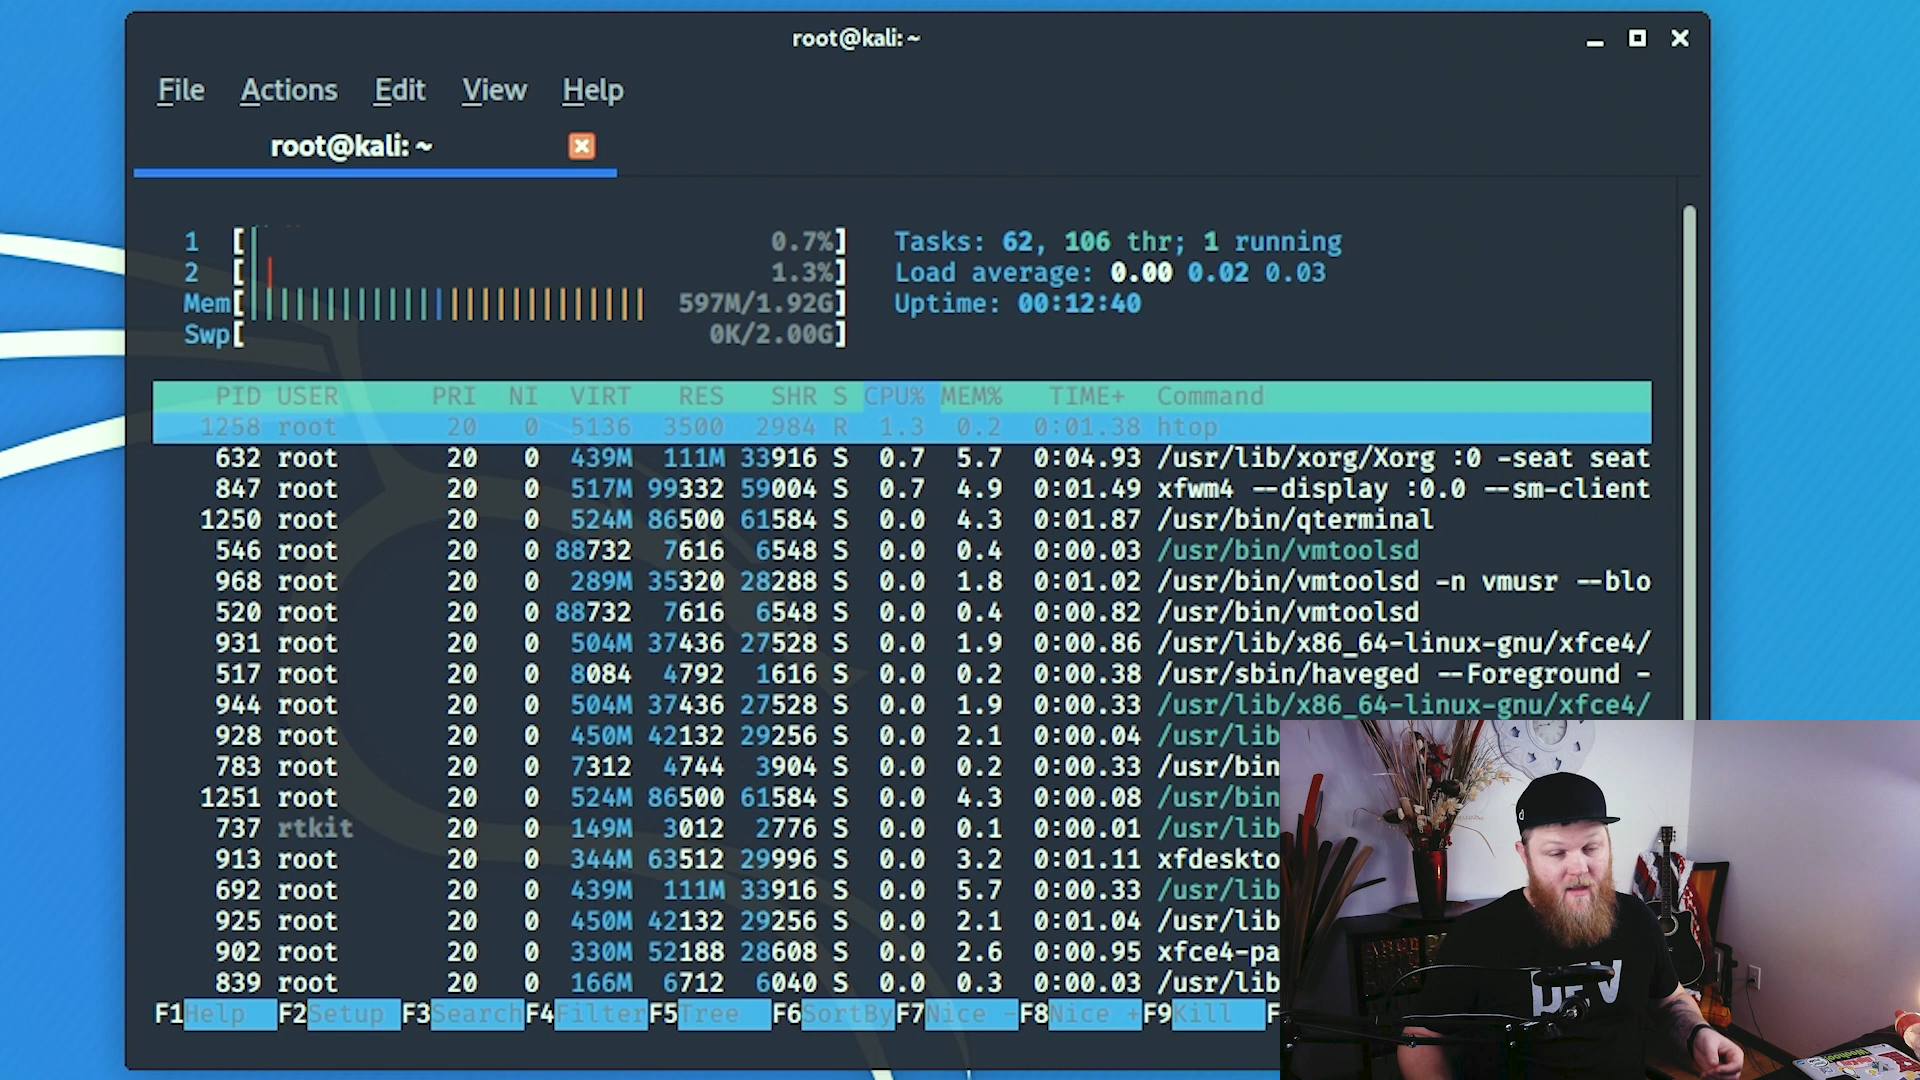 root@kali: ~
File Actions Edit View Help
root@kali: ~
1 [|| 0.7%] Tasks: 62, 106 thr; 1 running
2 [|| 1.3%] Load average: 0.00 0.02 0.03
Mem[|||||||||||||||||||||||||| 597M/1.92G] Uptime: 00:12:40
Swp[ 0K/2.00G]
PID USER PRI NI VIRT RES SHR S CPU% MEM% TIME+ Command
1258 root 20 0 5136 3500 2984 R 1.3 0.2 0:01.38 htop
632 root 20 0 439M 111M 33916 S 0.7 5.7 0:04.93 /usr/lib/xorg/Xorg :0 -seat seat
847 root 20 0 517M 99332 59004 S 0.7 4.9 0:01.49 xfwm4 --display :0.0 --sm-client
1250 root 20 0 524M 86500 61584 S 0.0 4.3 0:01.87 /usr/bin/qterminal
546 root 20 0 88732 7616 6548 S 0.0 0.4 0:00.03 /usr/bin/vmtoolsd
968 root 20 0 289M 35320 28288 S 0.0 1.8 0:01.02 /usr/bin/vmtoolsd -n vmusr --blo
520 root 20 0 88732 7616 6548 S 0.0 0.4 0:00.82 /usr/bin/vmtoolsd
931 root 20 0 504M 37436 27528 S 0.0 1.9 0:00.86 /usr/lib/x86_64-linux-gnu/xfce4/
517 root 20 0 8084 4792 1616 S 0.0 0.2 0:00.38 /usr/sbin/haveged --Foreground -
944 root 20 0 504M 37436 27528 S 0.0 1.9 0:00.33 /usr/lib/x86_64-linux-gnu/xfce4/
928 root 20 0 450M 42132 29256 S 0.0 2.1 0:00.04 /usr/lib
783 root 20 0 7312 4744 3904 S 0.0 0.2 0:00.33 /usr/bin
1251 root 20 0 524M 86500 61584 S 0.0 4.3 0:00.08 /usr/bin
737 rtkit 20 0 149M 3012 2776 S 0.0 0.1 0:00.01 /usr/lib
913 root 20 0 344M 63512 29996 S 0.0 3.2 0:01.11 xfdeskto
692 root 20 0 439M 111M 33916 S 0.0 5.7 0:00.33 /usr/lib
925 root 20 0 450M 42132 29256 S 0.0 2.1 0:01.04 /usr/lib
902 root 20 0 330M 52188 28608 S 0.0 2.6 0:00.95 xfce4-pa
839 root 20 0 166M 6712 6040 S 0.0 0.3 0:00.03 /usr/lib
F1Help F2Setup F3SearchF4FilterF5Tree F6SortByF7Nice -F8Nice +F9Kill F
DEV